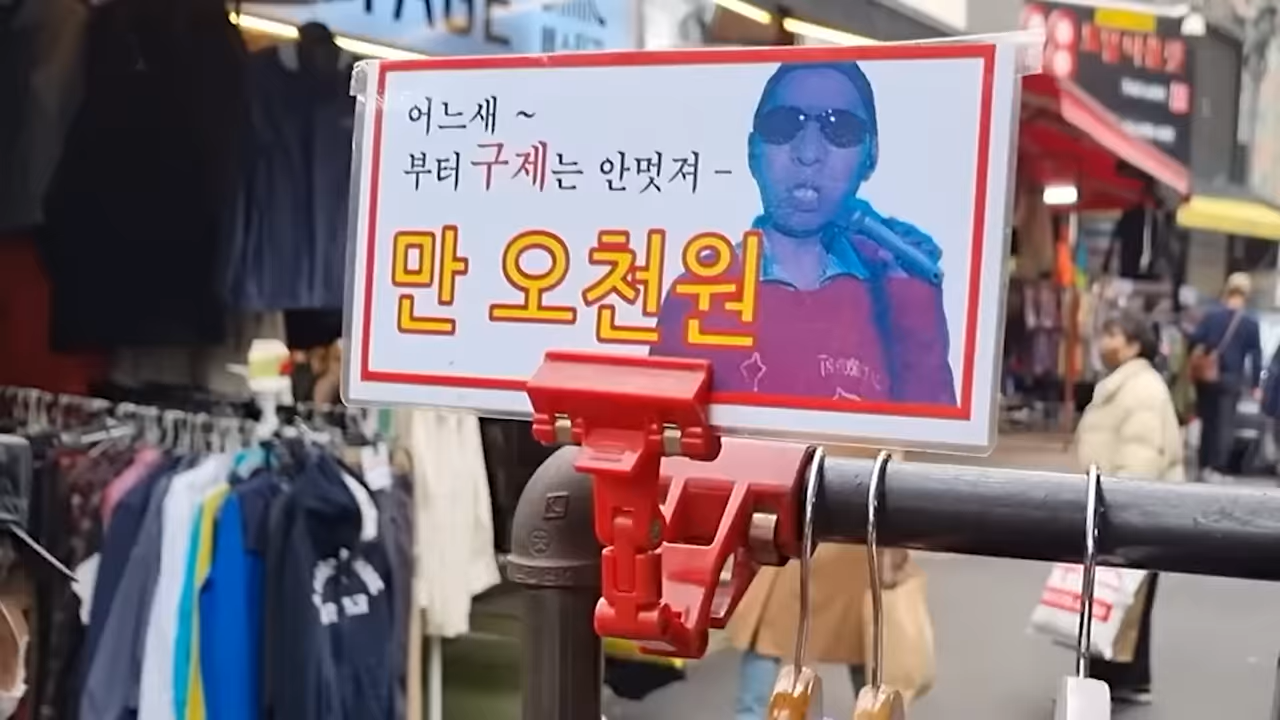 어느새 ~
부터 구제는 안멋져 -
만 오천원